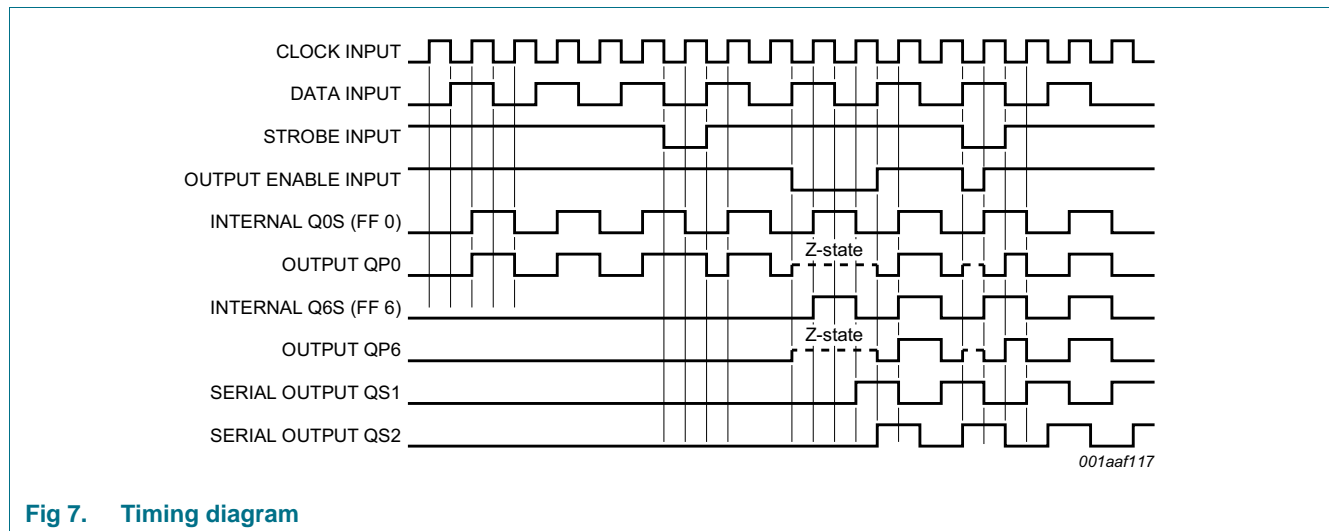 CLOCK INPUT
DATA INPUT
STROBE INPUT
OUTPUT ENABLE INPUT
INTERNAL Q0S (FF 0)
Z-state
OUTPUT QP0
INTERNAL Q6S (FF 6)
Z-state
OUTPUT QP6
SERIAL OUTPUT QS1
SERIAL OUTPUT QS2
001aaf117
Fig 7. Timing diagram